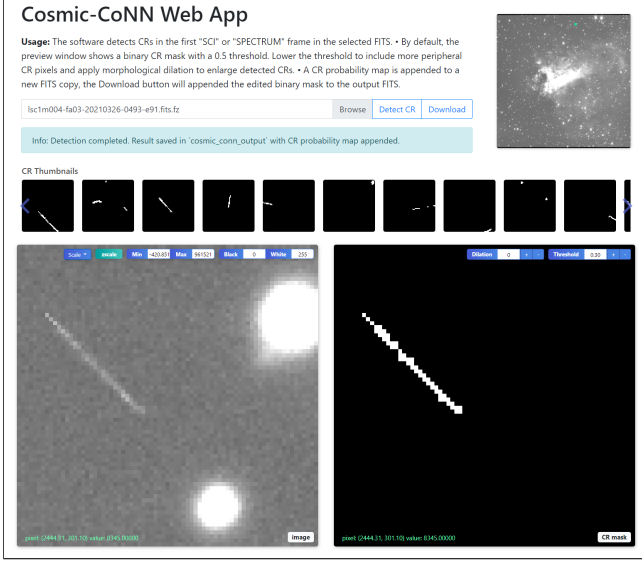 Cosmic-CoNN Web App
Usage: The software detects CRs in the first "SCI" or "SPECTRUM" frame in the selected FITS. • By default, the
preview window shows a binary CR mask with a 0.5 threshold. Lower the threshold to include more peripheral
CR pixels and apply morphological dilation to enlarge detected CRs. • A CR probability map is appended to a
new FITS copy, the Download button will appended the edited binary mask to the output FITS.
lsc1m004-fa03-20210326-0493-e91.fits.fz Browse Detect CR Download
Info: Detection completed. Result saved in `cosmic_conn_output` with CR probability map appended.
CR Thumbnails
Scale zscale Min -420.851 Max 961521 Black 0 White 255
Dilation 0 + - Threshold 0.50 + -
pixel: (2444.31, 301.10) value: 8345.00000 image
pixel: (2444.31, 301.10) value: 8345.00000 CR mask